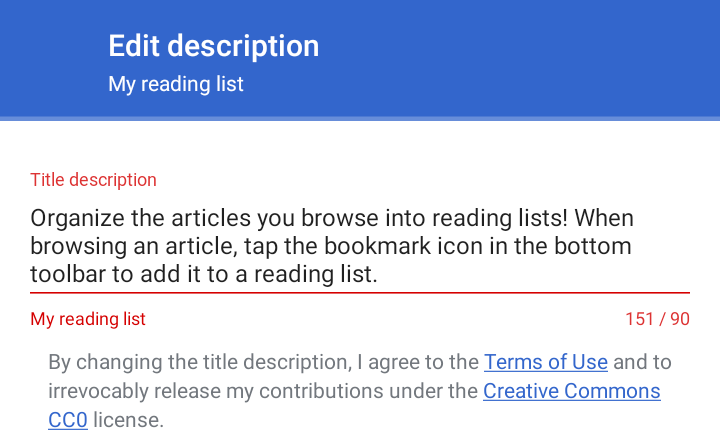 Edit description
My reading list
Title description
Organize the articles you browse into reading lists! When
browsing an article, tap the bookmark icon in the bottom
toolbar to add it to a reading list.
My reading list 151 / 90
By changing the title description, I agree to the Terms of Use and to
irrevocably release my contributions under the Creative Commons
CC0 license.